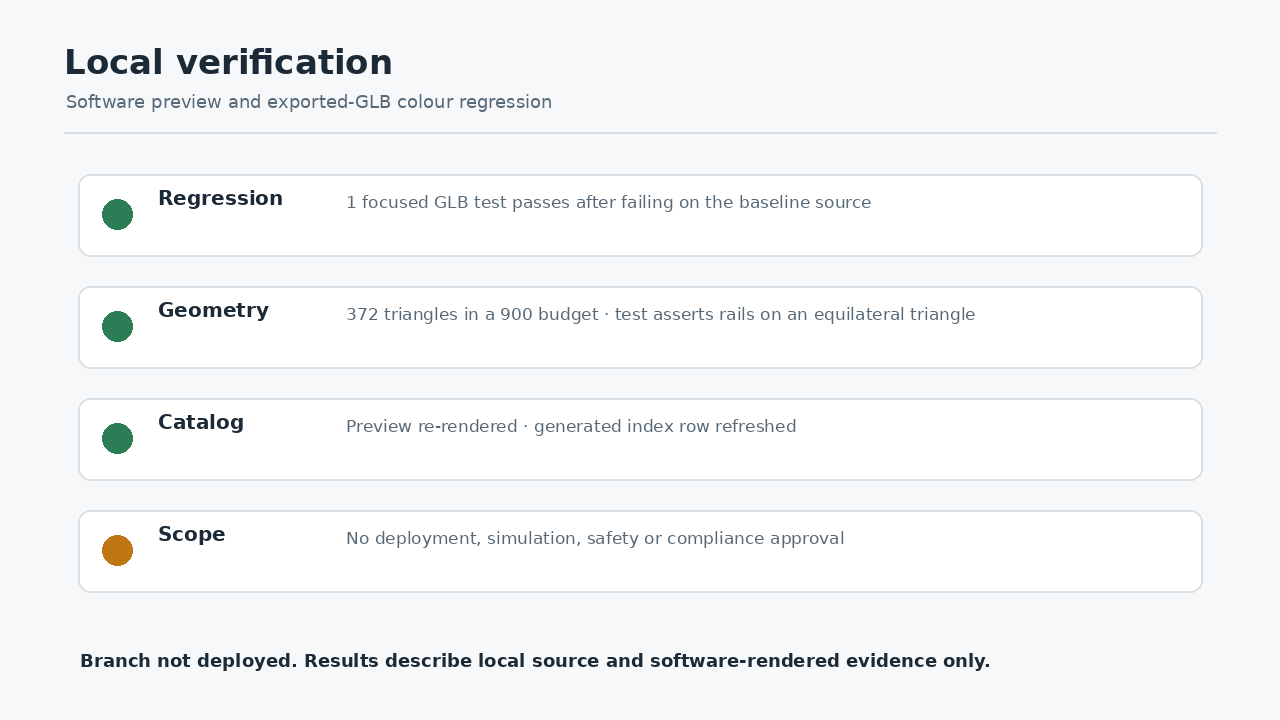 Local verification
Software preview and exported-GLB colour regression
Regression
1 focused GLB test passes after failing on the baseline source
Geometry
372 triangles in a 900 budget · test asserts rails on an equilateral triangle
Catalog
Preview re-rendered · generated index row refreshed
Scope
No deployment, simulation, safety or compliance approval
Branch not deployed. Results describe local source and software-rendered evidence only.